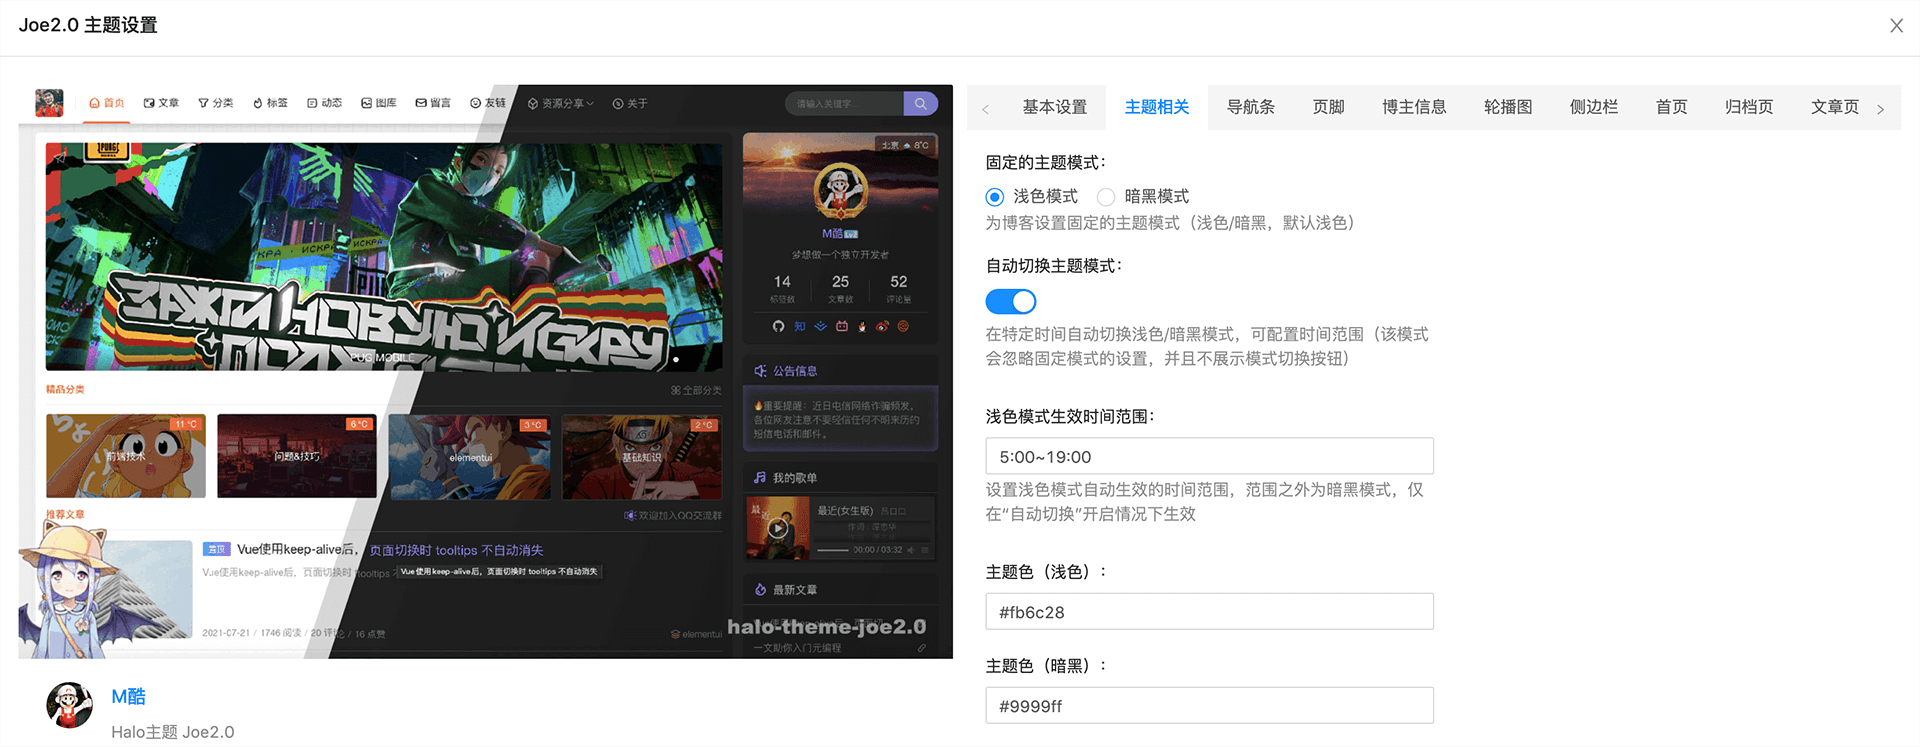 Joe2.0 主题设置
首页 文章 分类 标签 动态 图库 留言 友链 资源分享 关于
请输入关键字...
北京 8°C
ЗАЖГИ НОВУЮ ИСКРУ
PUG MOBILE
M酷
梦想做一个独立开发者
14 25 52
标签数 文章数 评论量
知
公告信息
🔥重要提醒：近日电信网络诈骗频发，
各位网友注意不要轻信任何不明来历的
短信电话和邮件。
精品分类
全部分类
11 °C
前端技术
6 °C
问题&技巧
3 °C
elementui
2 °C
基础知识
我的歌单
最近(女生版)
00:00 / 03:32
推荐文章
欢迎加入QQ交流群
置顶 Vue使用keep-alive后，页面切换时 tooltips 不自动消失
Vue使用keep-alive后，页面切换时 tooltips
Vue使用keep-alive后，页面切换时 tooltips 不自动消失
2021-07-21 / 1746 阅读 / 20 评论 / 16 点赞
elementui
最新文章
halo-theme-joe2.0
一文助你入门元编程
M酷
Halo主题 Joe2.0
基本设置 主题相关 导航条 页脚 博主信息 轮播图 侧边栏 首页 归档页 文章页
固定的主题模式：
浅色模式 暗黑模式
为博客设置固定的主题模式（浅色/暗黑，默认浅色）
自动切换主题模式：
在特定时间自动切换浅色/暗黑模式，可配置时间范围（该模式
会忽略固定模式的设置，并且不展示模式切换按钮）
浅色模式生效时间范围：
5:00~19:00
设置浅色模式自动生效的时间范围，范围之外为暗黑模式，仅
在“自动切换”开启情况下生效
主题色（浅色）：
#fb6c28
主题色（暗黑）：
#9999ff